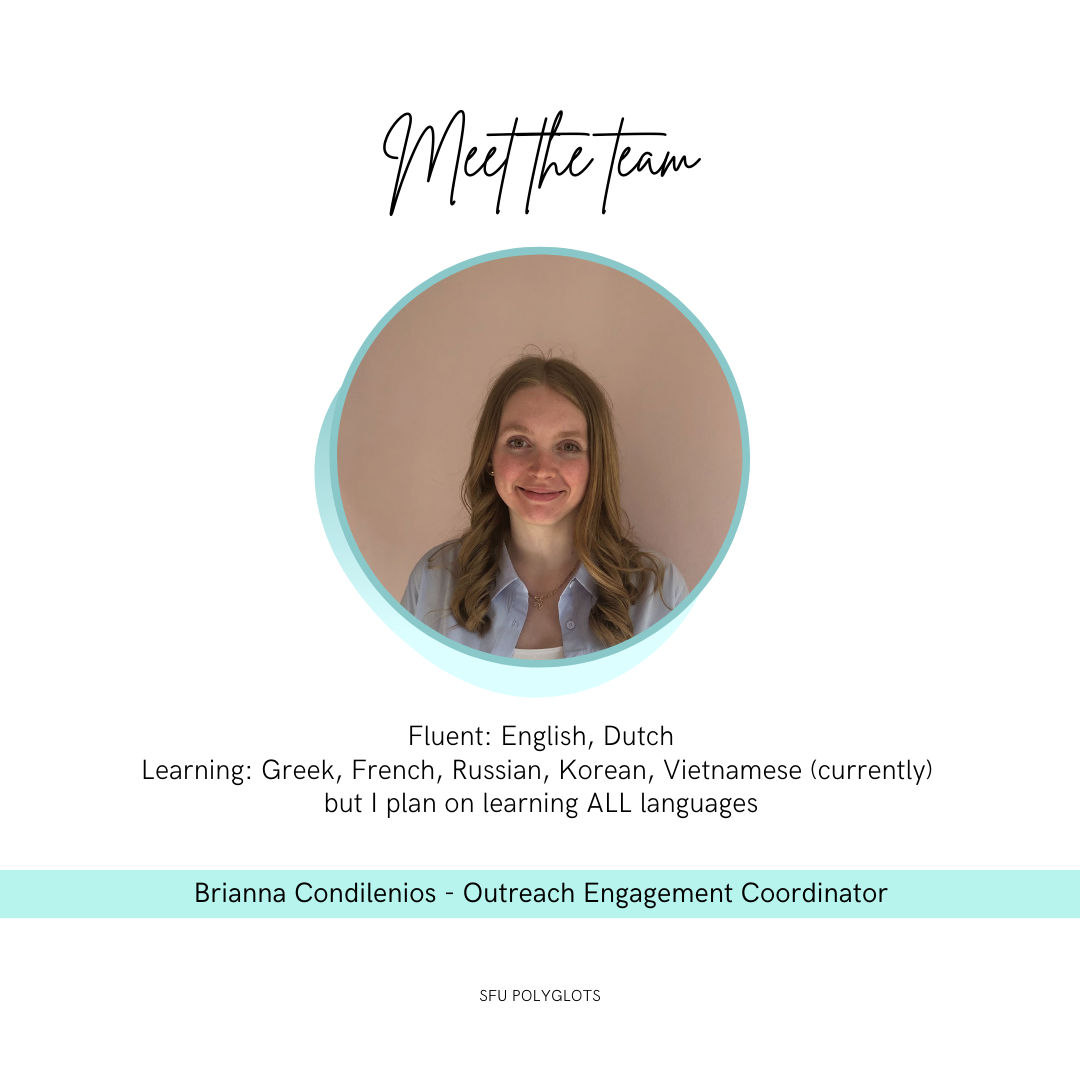 Meet the team
Fluent: English, Dutch
Learning: Greek, French, Russian, Korean, Vietnamese (currently)
but I plan on learning ALL languages
Brianna Condilenios - Outreach Engagement Coordinator
SFU POLYGLOTS